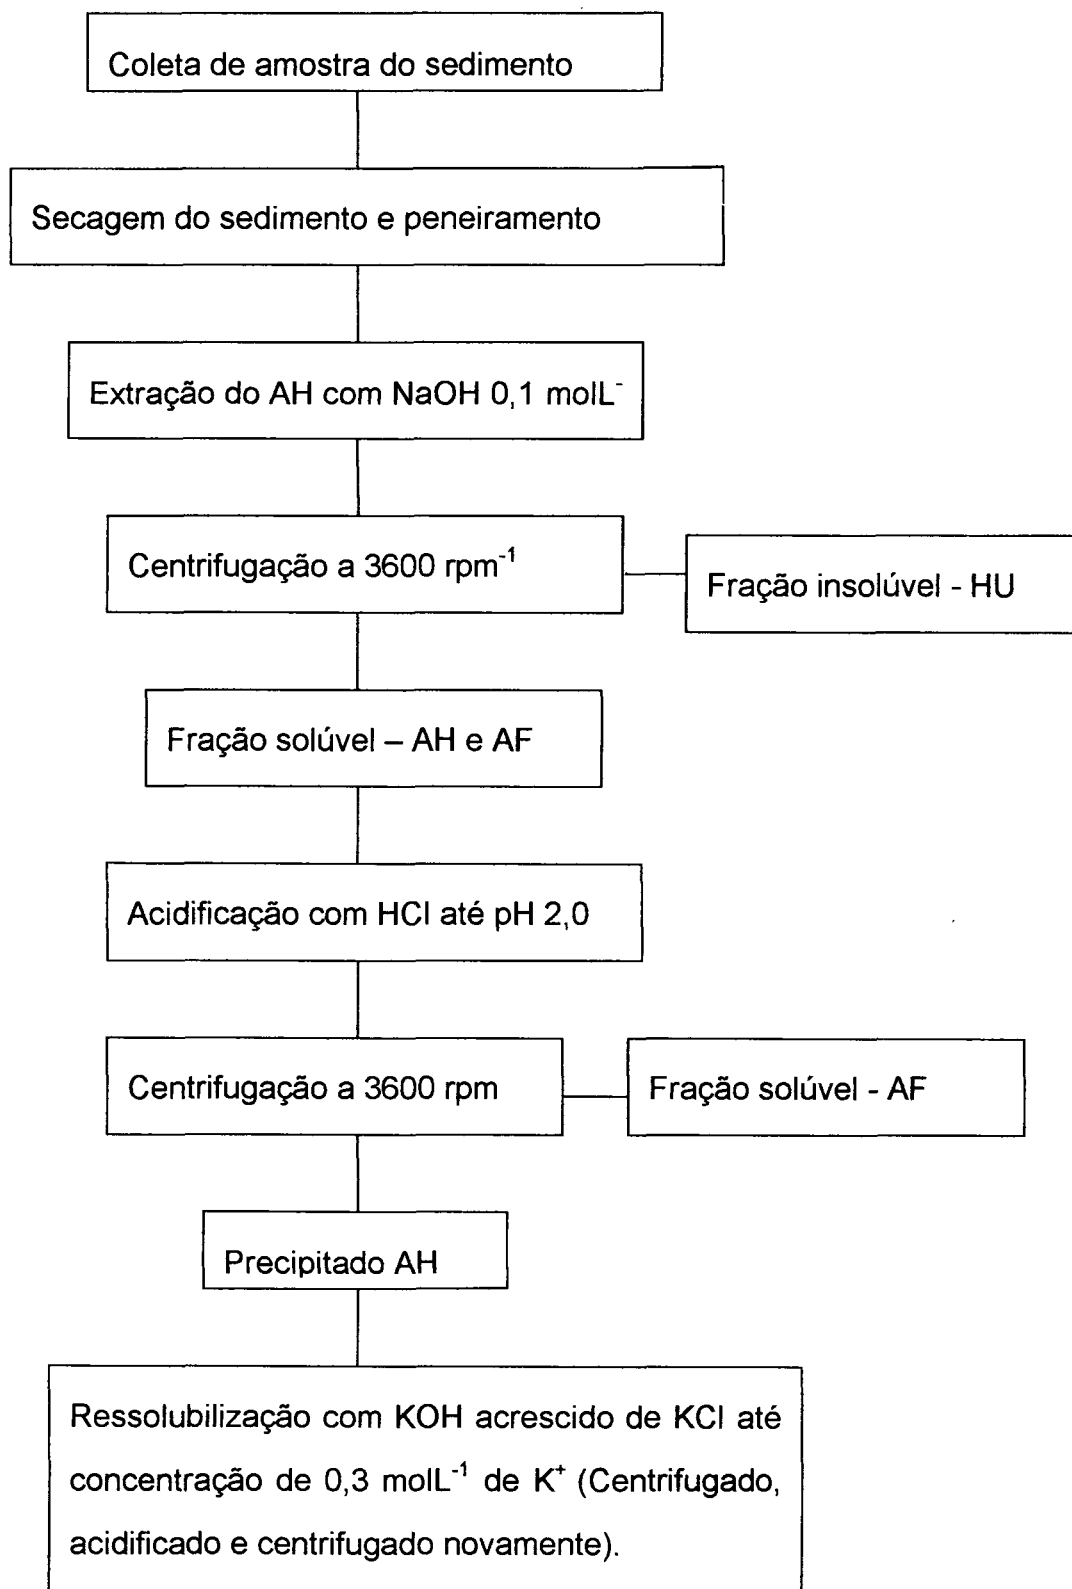 Coleta de amostra do sedimento
Secagem do sedimento e peneiramento
Extração do AH com NaOH 0,1 molL⁻
Centrifugação a 3600 rpm⁻¹
Fração insolúvel - HU
Fração solúvel – AH e AF
Acidificação com HCl até pH 2,0
Centrifugação a 3600 rpm
Fração solúvel - AF
Precipitado AH
Ressolubilização com KOH acrescido de KCl até
concentração de 0,3 molL⁻¹ de K⁺ (Centrifugado,
acidificado e centrifugado novamente).